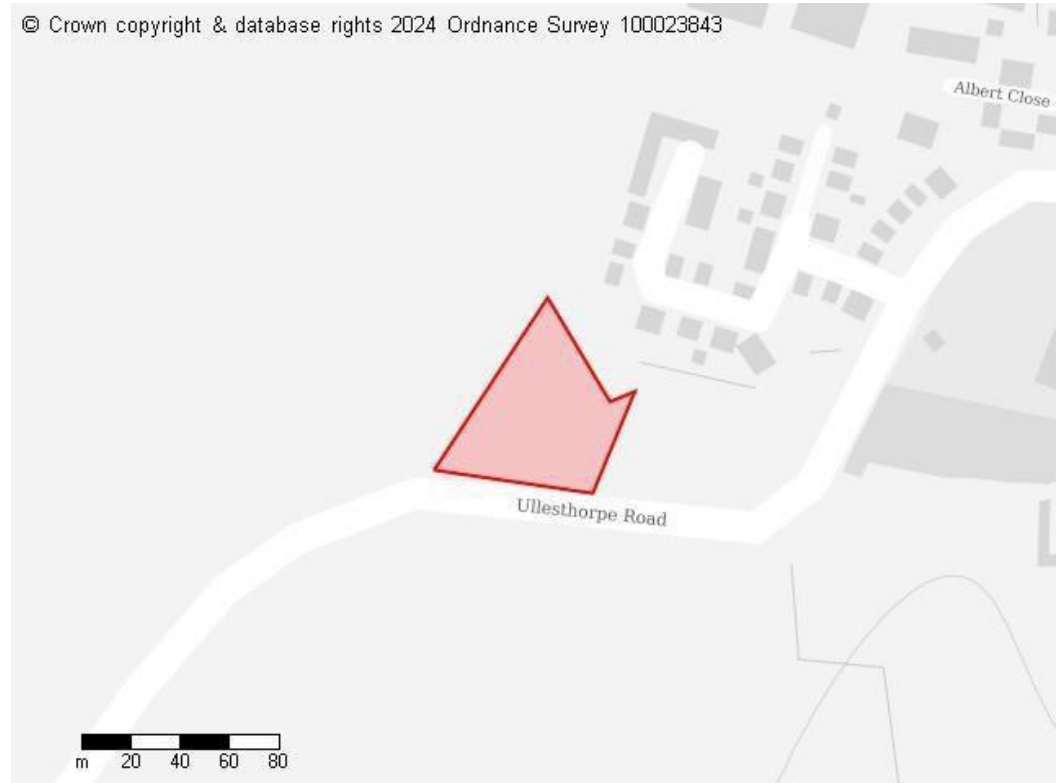 © Crown copyright & database rights 2024 Ordnance Survey 100023843
Albert Close
Ullesthorpe Road
m 20 40 60 80